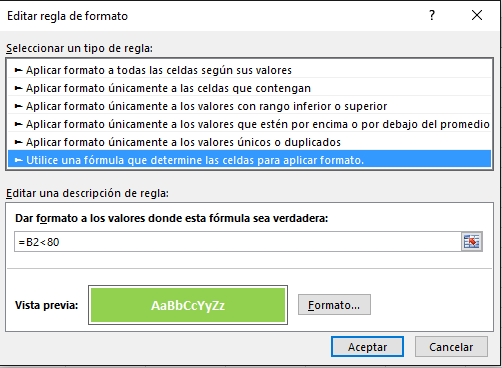 Editar regla de formato
Seleccionar un tipo de regla:
► Aplicar formato a todas las celdas según sus valores
► Aplicar formato únicamente a las celdas que contengan
► Aplicar formato únicamente a los valores con rango inferior o superior
► Aplicar formato únicamente a los valores que estén por encima o por debajo del promedio
► Aplicar formato únicamente a los valores únicos o duplicados
► Utilice una fórmula que determine las celdas para aplicar formato.
Editar una descripción de regla:
Dar formato a los valores donde esta fórmula sea verdadera:
=B2<80
Vista previa: AaBbCcYyZz Formato...
Aceptar Cancelar